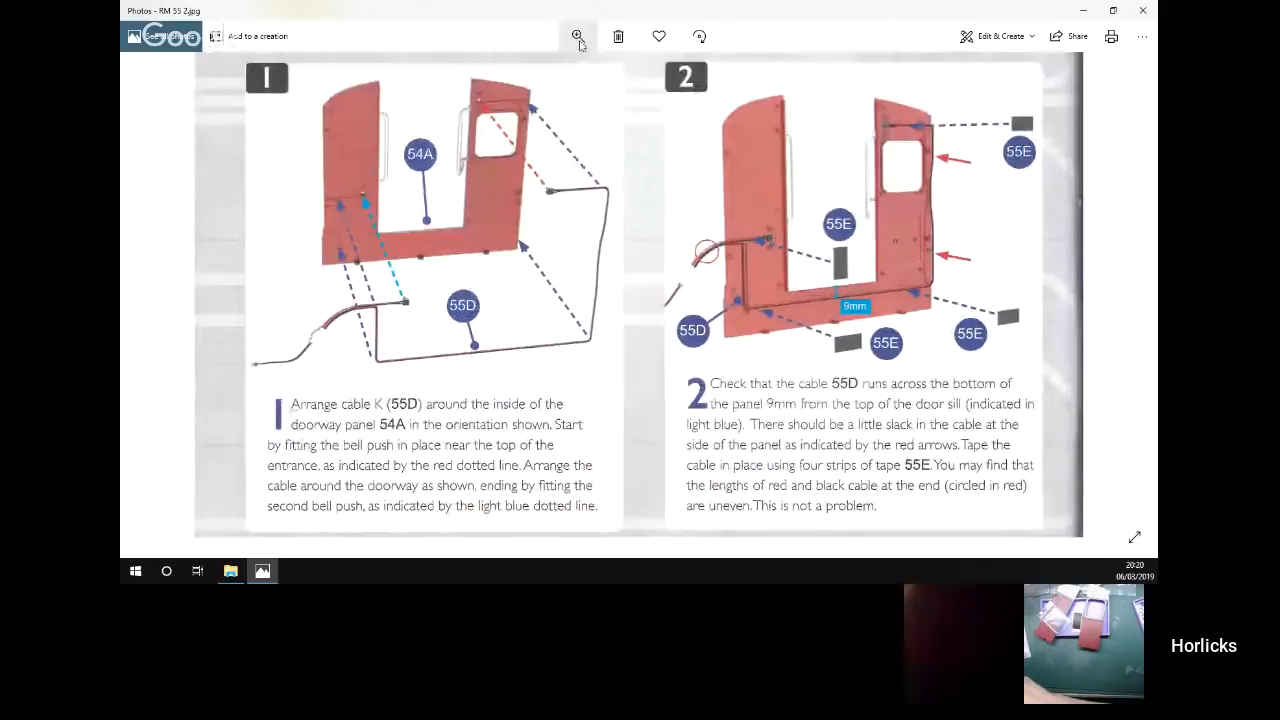 Photos - RM 55 2.jpg
See all photos
Add to a creation
Edit & Create
Share
1
54A
55D
2
55E
55E
9mm
55D
55E
55E
1 Arrange cable K (55D) around the inside of the
doorway panel 54A in the orientation shown. Start
by fitting the bell push in place near the top of the
entrance, as indicated by the red dotted line. Arrange the
cable around the doorway as shown, ending by fitting the
second bell push, as indicated by the light blue dotted line.
2 Check that the cable 55D runs across the bottom of
the panel 9mm from the top of the door sill (indicated in
light blue). There should be a little slack in the cable at the
side of the panel as indicated by the red arrows. Tape the
cable in place using four strips of tape 55E. You may find that
the lengths of red and black cable at the end (circled in red)
are uneven. This is not a problem.
20:20
06/03/2019
Horlicks